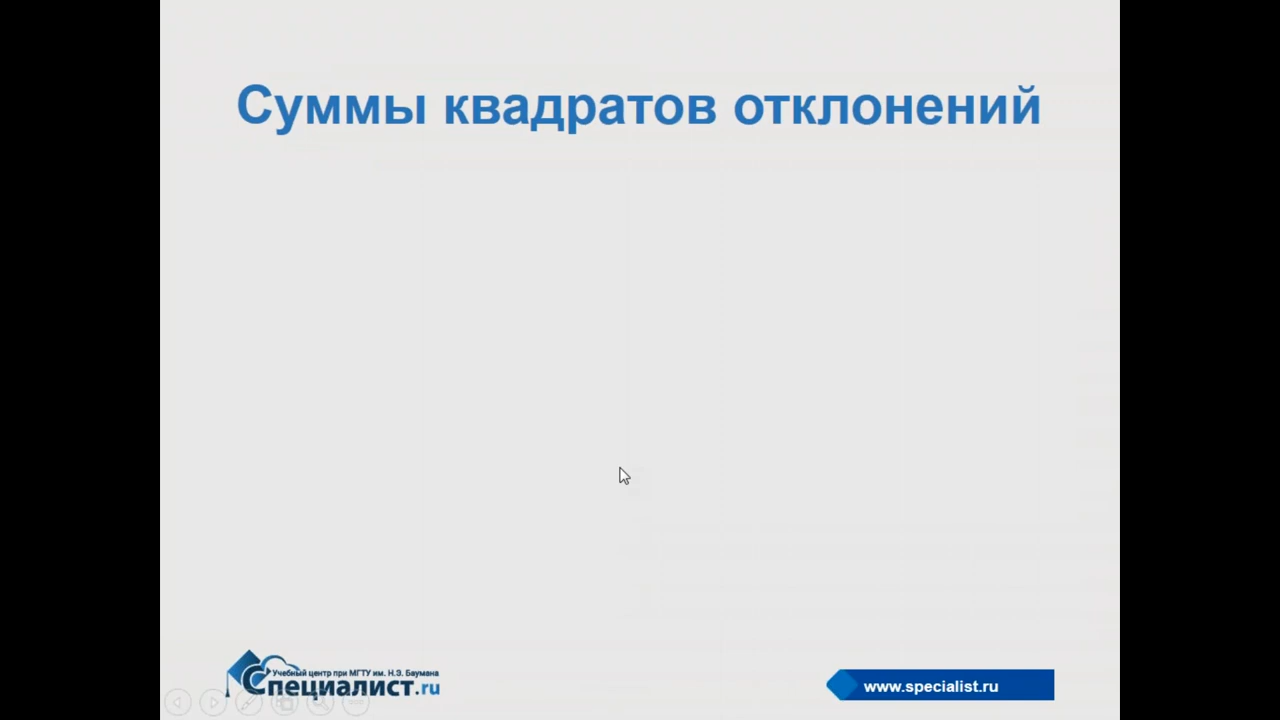 Суммы квадратов отклонений
Учебный центр при МГТУ им. Н.Э. Баумана
Специалист.ru
www.specialist.ru